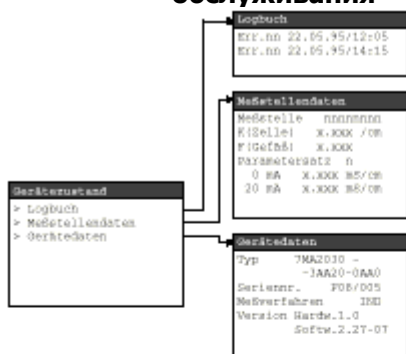 обслуживания
Logbuch
Err.nn 22.05.95/12:05
Err.nn 22.05.95/14:15
Meßstellendaten
Meßstelle nnnnnnnn
K(Zelle) x.xxx /cm
F(Gefäß) x.xxx
Parametersatz n
0 mA x.xxx mS/cm
20 mA x.xxx mS/cm
Gerätezustand
> Logbuch
> Meßstellendaten
> Gerätedaten
Gerätedaten
Typ 7MA2030 -
-3AA20-0AA0
Seriennr. F08/005
Meßverfahren IND
Version Hardw.1.0
Softw.2.27-07